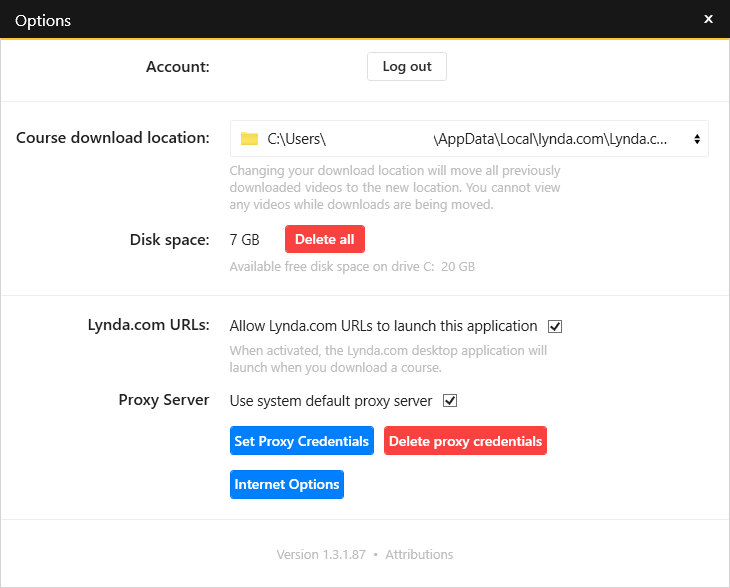 Options
x
Account:
Log out
Course download location:
C:\Users\ \AppData\Local\lynda.com\Lynda.c...
Changing your download location will move all previously
downloaded videos to the new location. You cannot view
any videos while downloads are being moved.
Disk space:
7 GB
Delete all
Available free disk space on drive C: 20 GB
Lynda.com URLs:
Allow Lynda.com URLs to launch this application
When activated, the Lynda.com desktop application will
launch when you download a course.
Proxy Server
Use system default proxy server
Set Proxy Credentials
Delete proxy credentials
Internet Options
Version 1.3.1.87 • Attributions